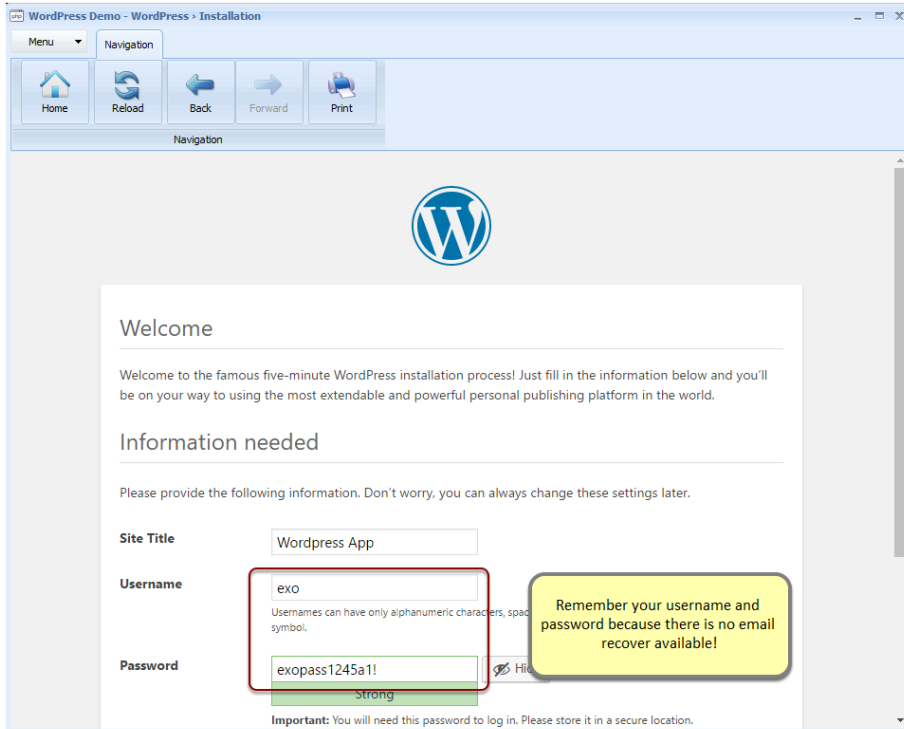 WordPress Demo - WordPress › Installation
Menu
Navigation
Home Reload Back Forward Print
Navigation
Welcome
Welcome to the famous five-minute WordPress installation process! Just fill in the information below and you'll
be on your way to using the most extendable and powerful personal publishing platform in the world.
Information needed
Please provide the following information. Don't worry, you can always change these settings later.
Site Title Wordpress App
Username exo
Usernames can have only alphanumeric characters,
symbol.
Remember your username and
password because there is no email
recover available!
Password exopass1245a1!
Strong
Important: You will need this password to log in. Please store it in a secure location.